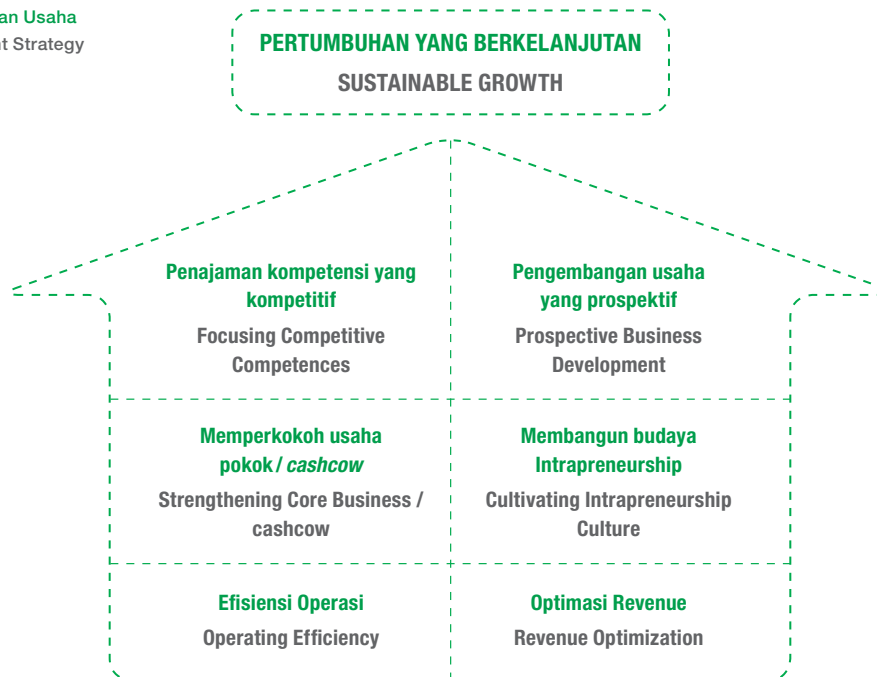 an Usaha
t Strategy
PERTUMBUHAN YANG BERKELANJUTAN
SUSTAINABLE GROWTH
Penajaman kompetensi yang
kompetitif
Focusing Competitive
Competences
Pengembangan usaha
yang prospektif
Prospective Business
Development
Memperkokoh usaha
pokok / cashcow
Strengthening Core Business /
cashcow
Membangun budaya
Intrapreneurship
Cultivating Intrapreneurship
Culture
Efisiensi Operasi
Operating Efficiency
Optimasi Revenue
Revenue Optimization